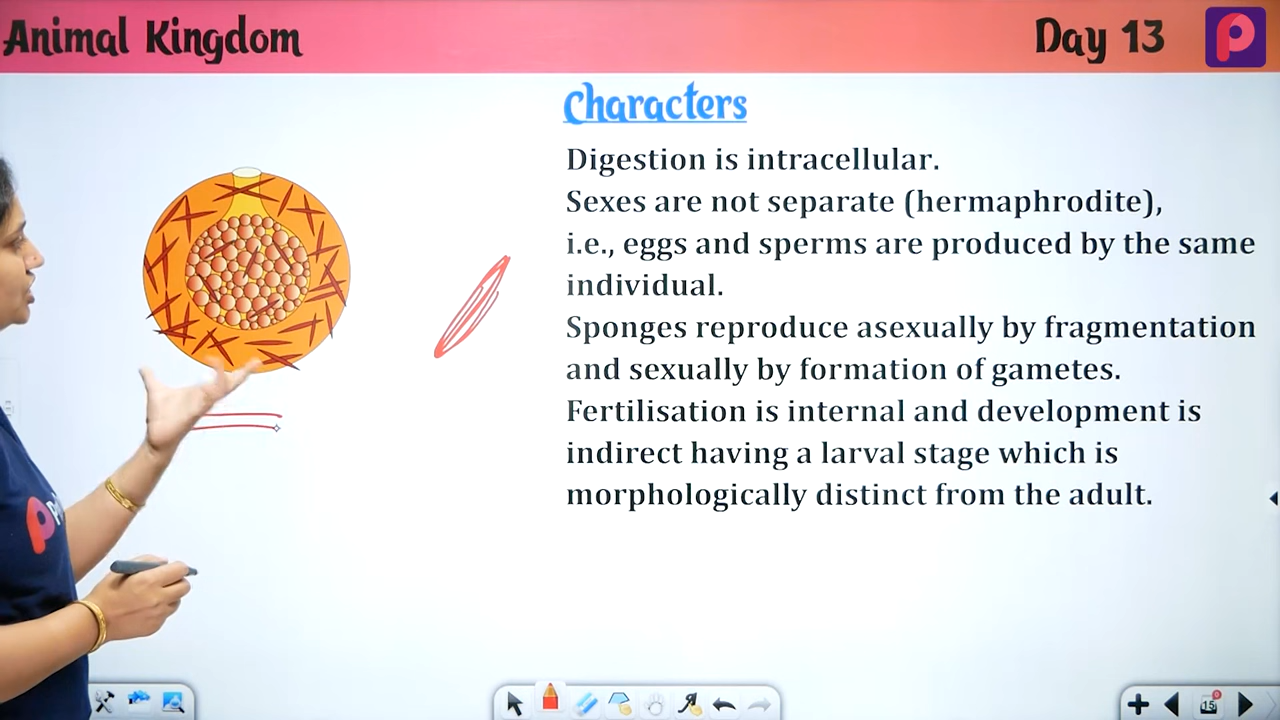 Animal Kingdom
Day 13
Characters
Digestion is intracellular.
Sexes are not separate (hermaphrodite),
i.e., eggs and sperms are produced by the same
individual.
Sponges reproduce asexually by fragmentation
and sexually by formation of gametes.
Fertilisation is internal and development is
indirect having a larval stage which is
morphologically distinct from the adult.
15